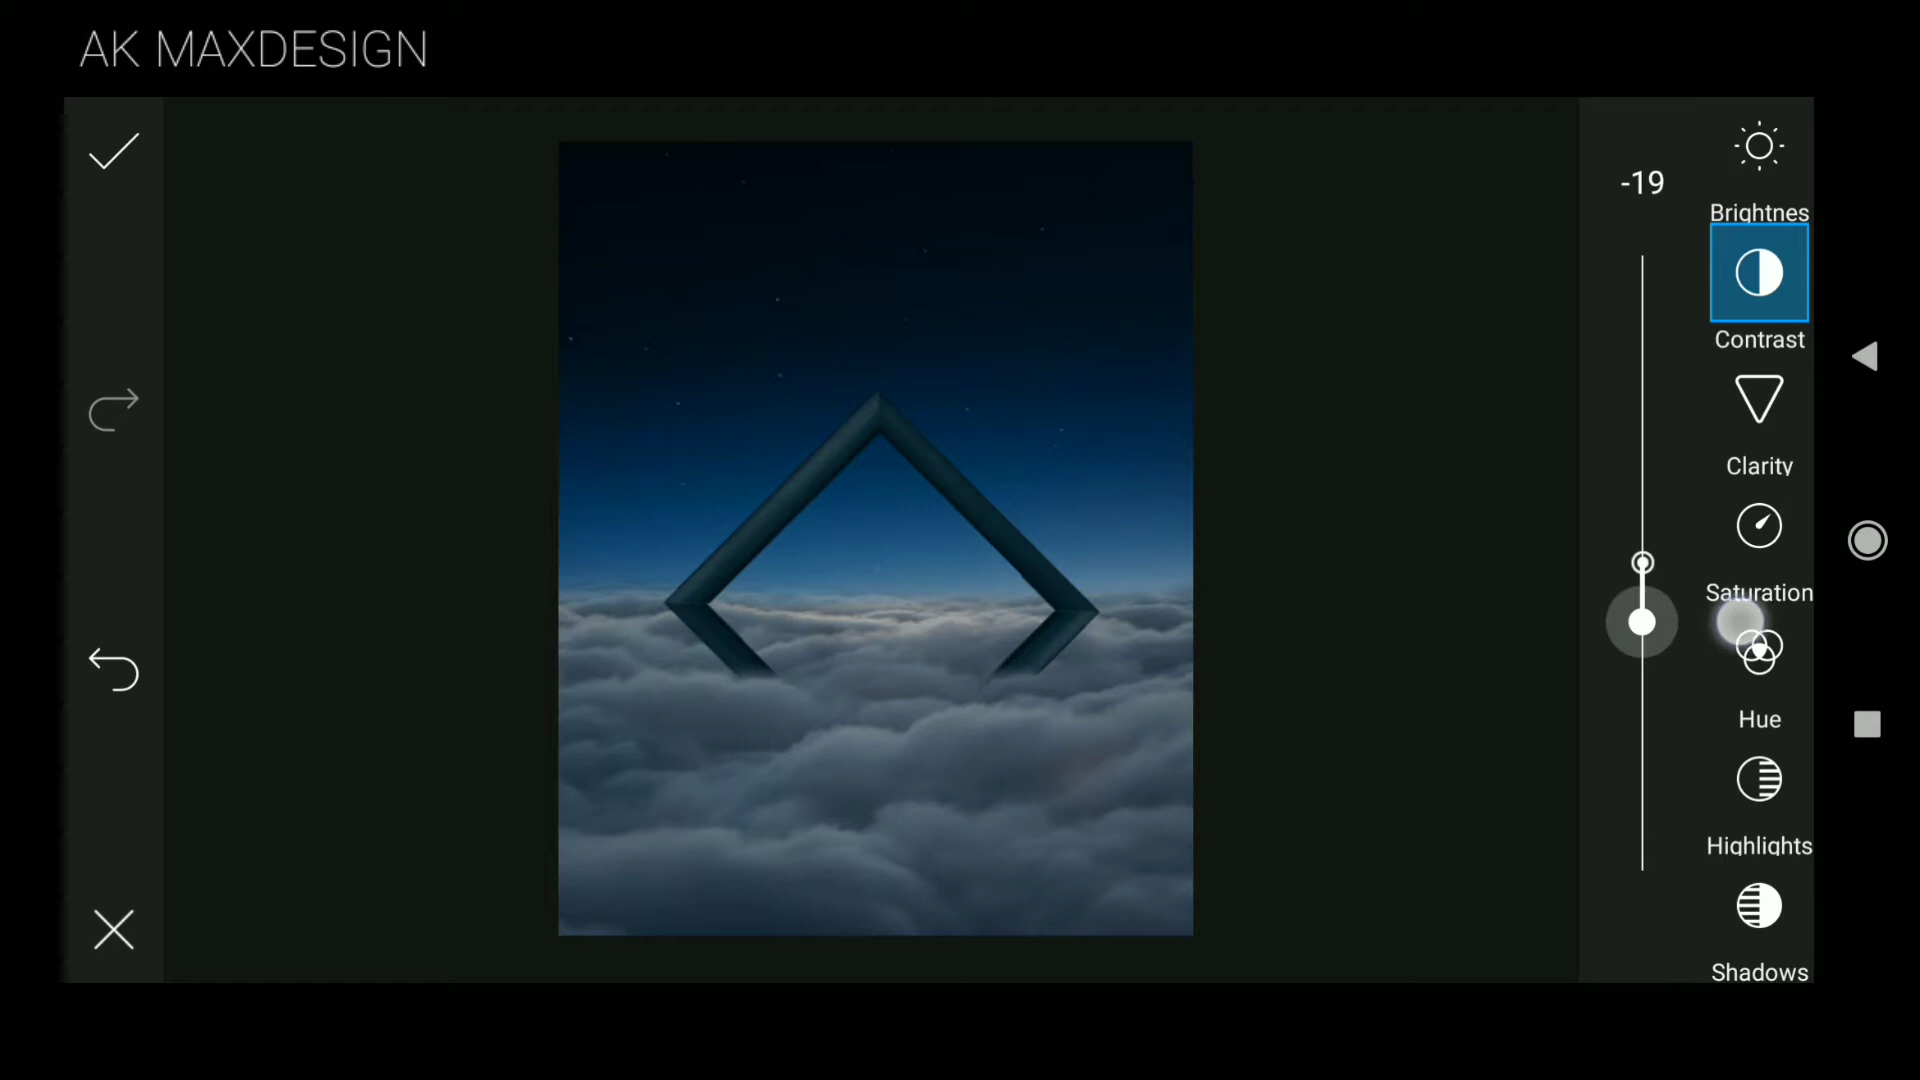 AK MAXDESIGN
-19
Brightnes
Contrast
Clarity
Saturation
Hue
Highlights
Shadows